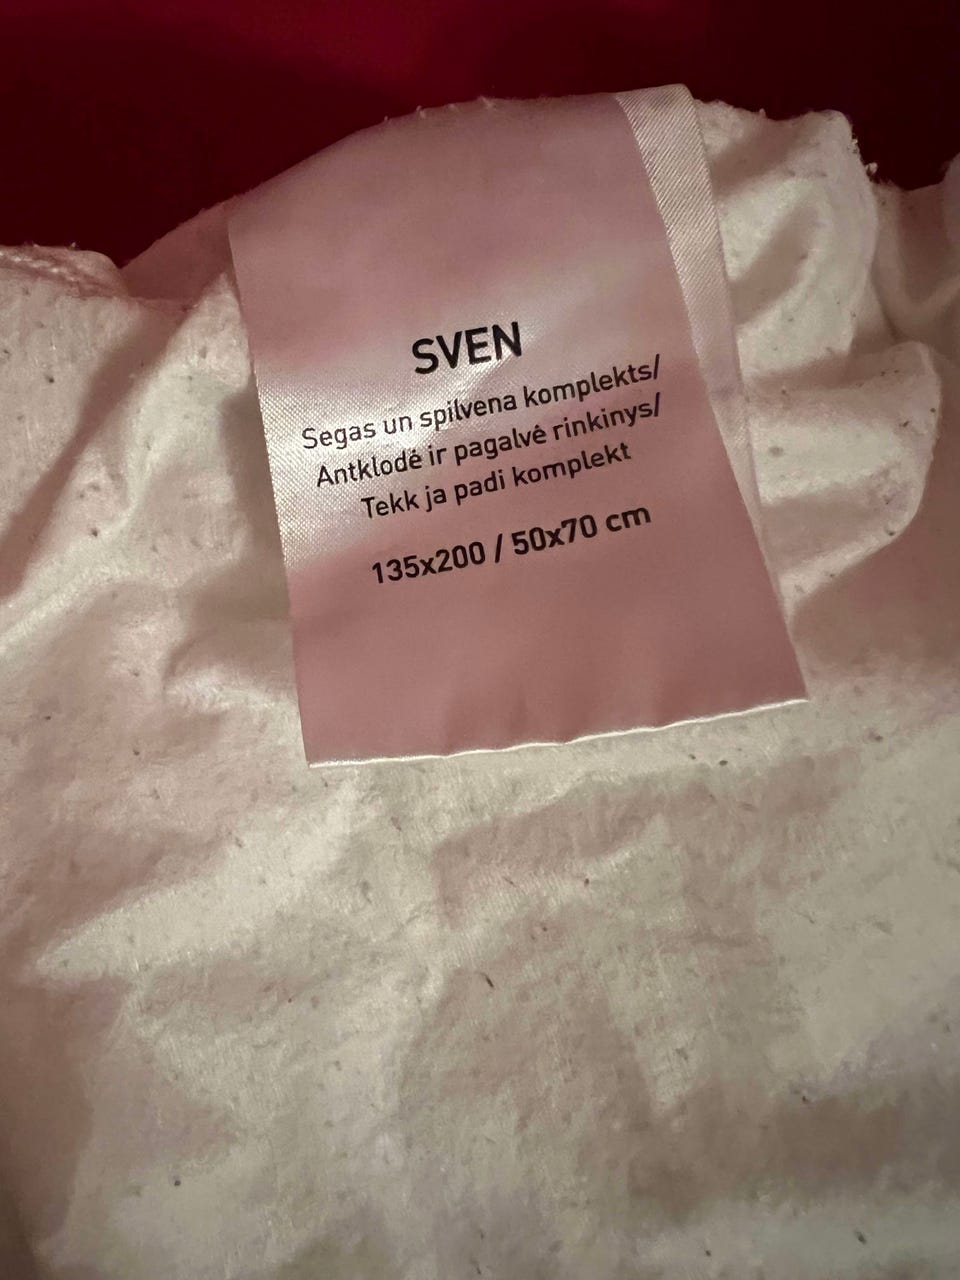 SVEN
Segas un spilvena komplekts/
Antklodė ir pagalvė rinkinys/
Tekk ja padi komplekt
135x200 / 50x70 cm